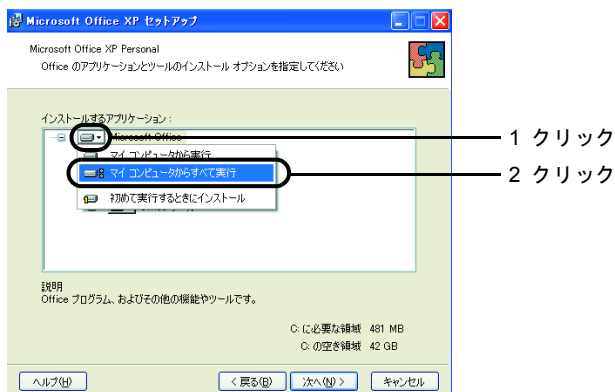 Microsoft Office XP セットアップ
Microsoft Office XP Personal
Office のアプリケーションとツールのインストール オプションを指定してください
インストールするアプリケーション :
Microsoft Office
1 クリック
マイ コンピュータから実行
マイ コンピュータからすべて実行
2 クリック
初めて実行するときにインストール
説明
Office プログラム、およびその他の機能やツールです。
C: に必要な領域 481 MB
C: の空き領域 42 GB
ヘルプ(H)
< 戻る(B)
次へ(N) >
キャンセル